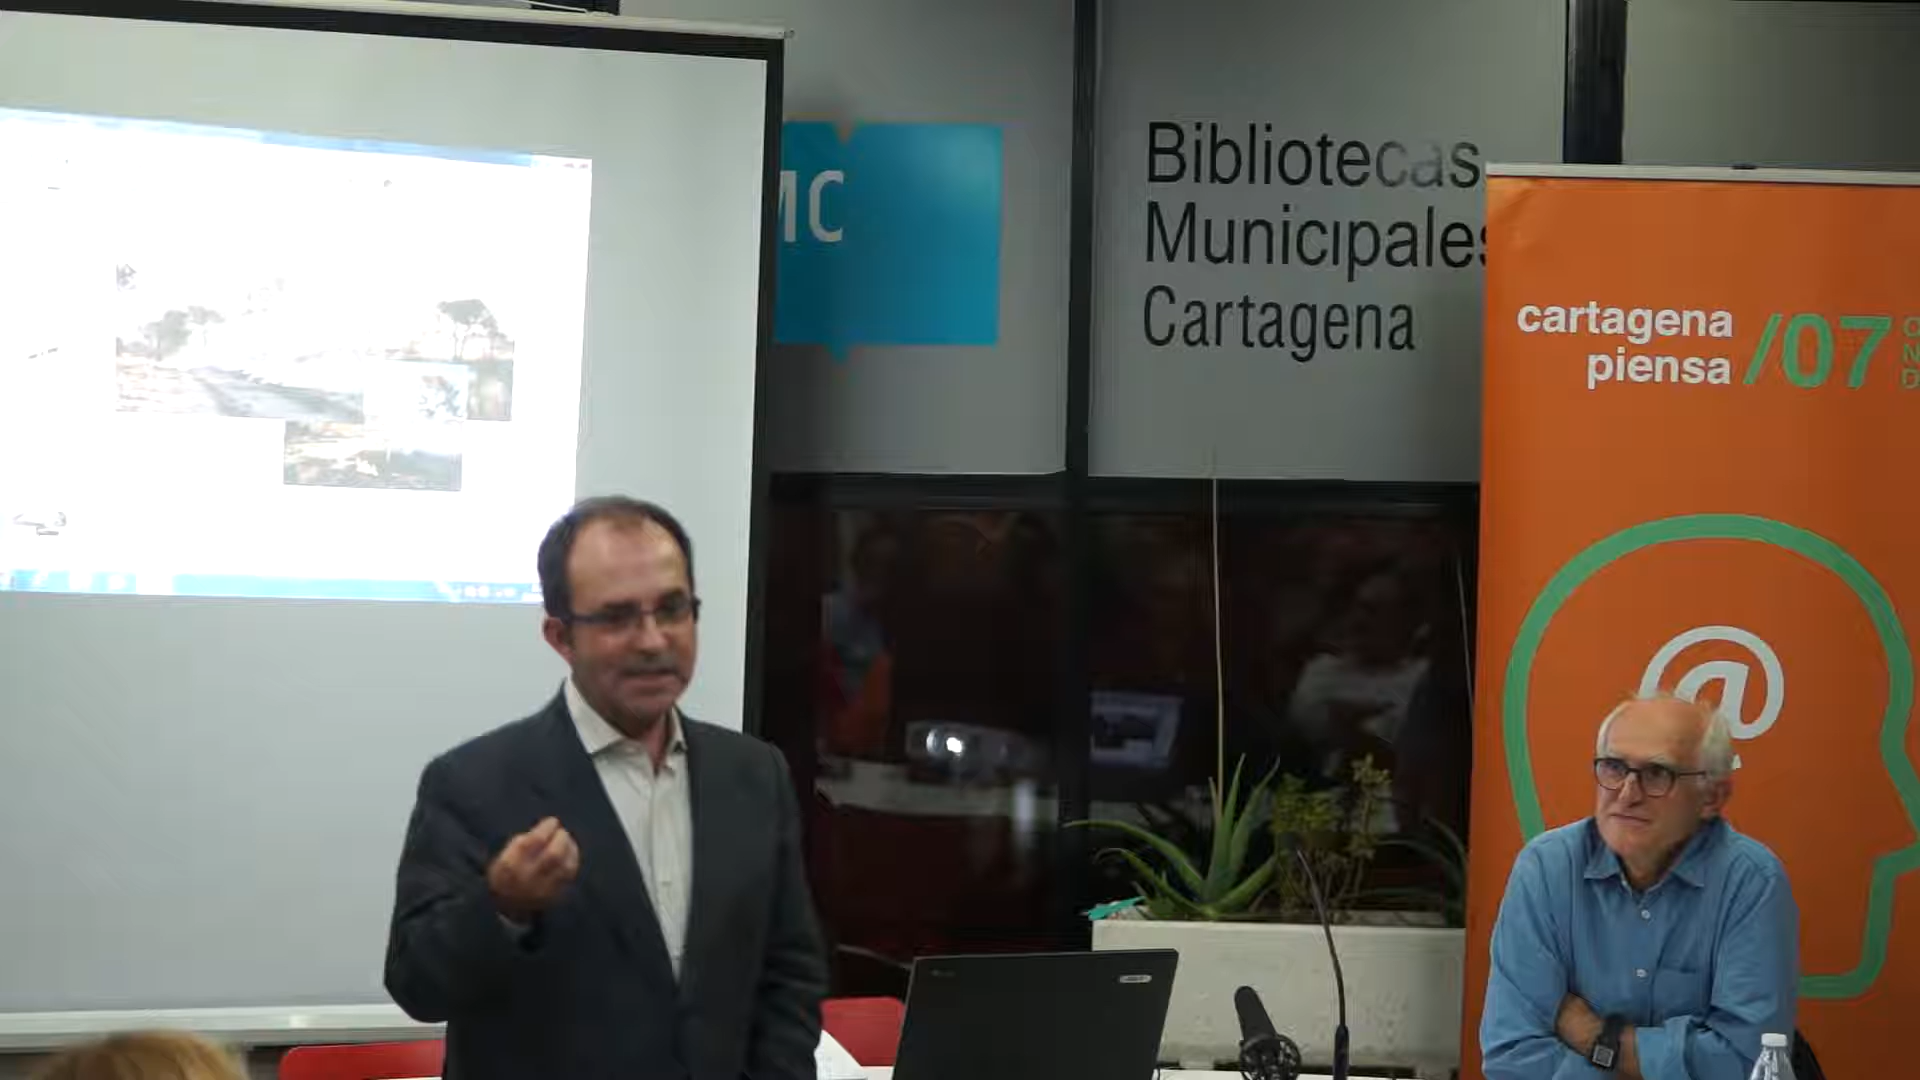 MC
Bibliotecas
Municipales
Cartagena
cartagena
piensa
/07
O
N
D
@